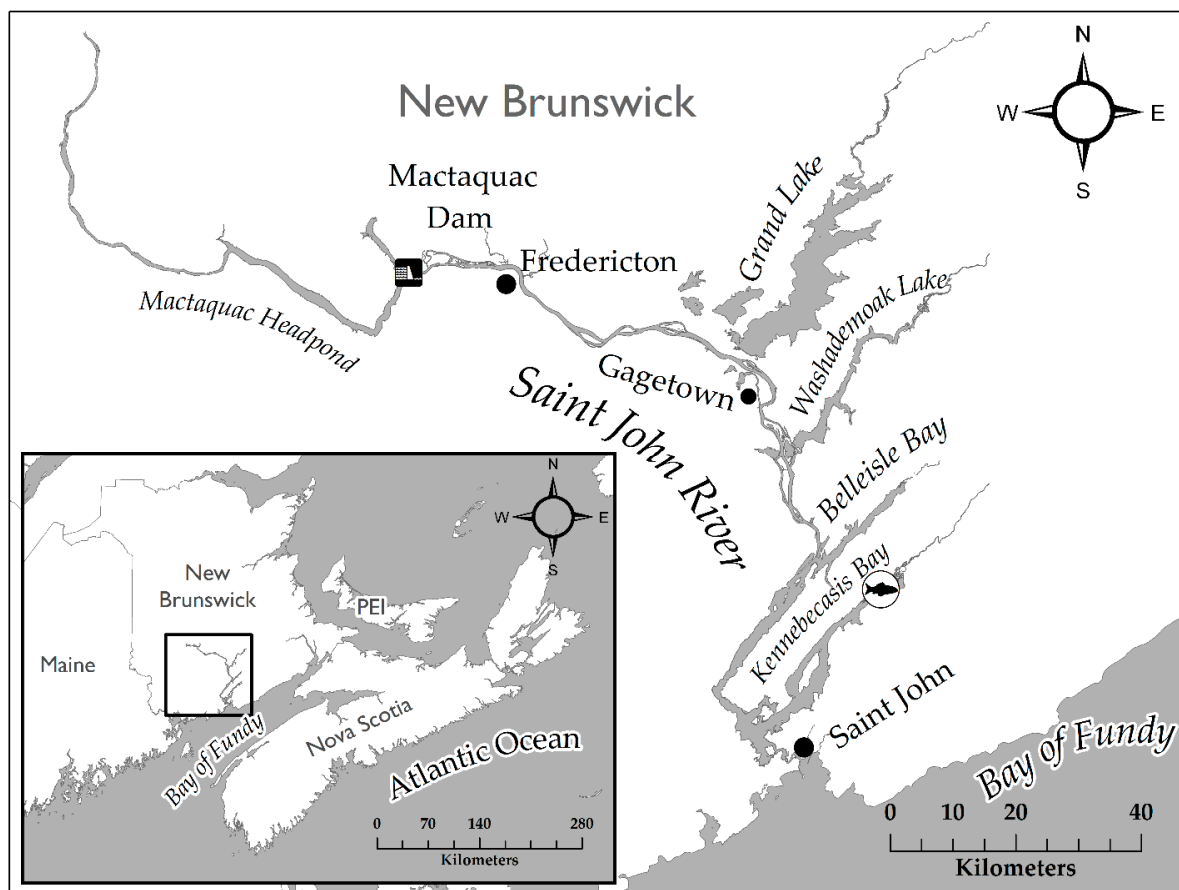 New Brunswick
N
W
E
S
Mactaquac
Dam
Fredericton
Grand Lake
Mactaquac Headpond
Washademoak Lake
Gagetown
Saint John River
Belleisle Bay
Kennebecasis Bay
Saint John
Bay of Fundy
0 10 20 40
Kilometers
N
W
E
S
New
Brunswick
PEI
Maine
Nova Scotia
Bay of Fundy
Atlantic Ocean
0 70 140 280
Kilometers